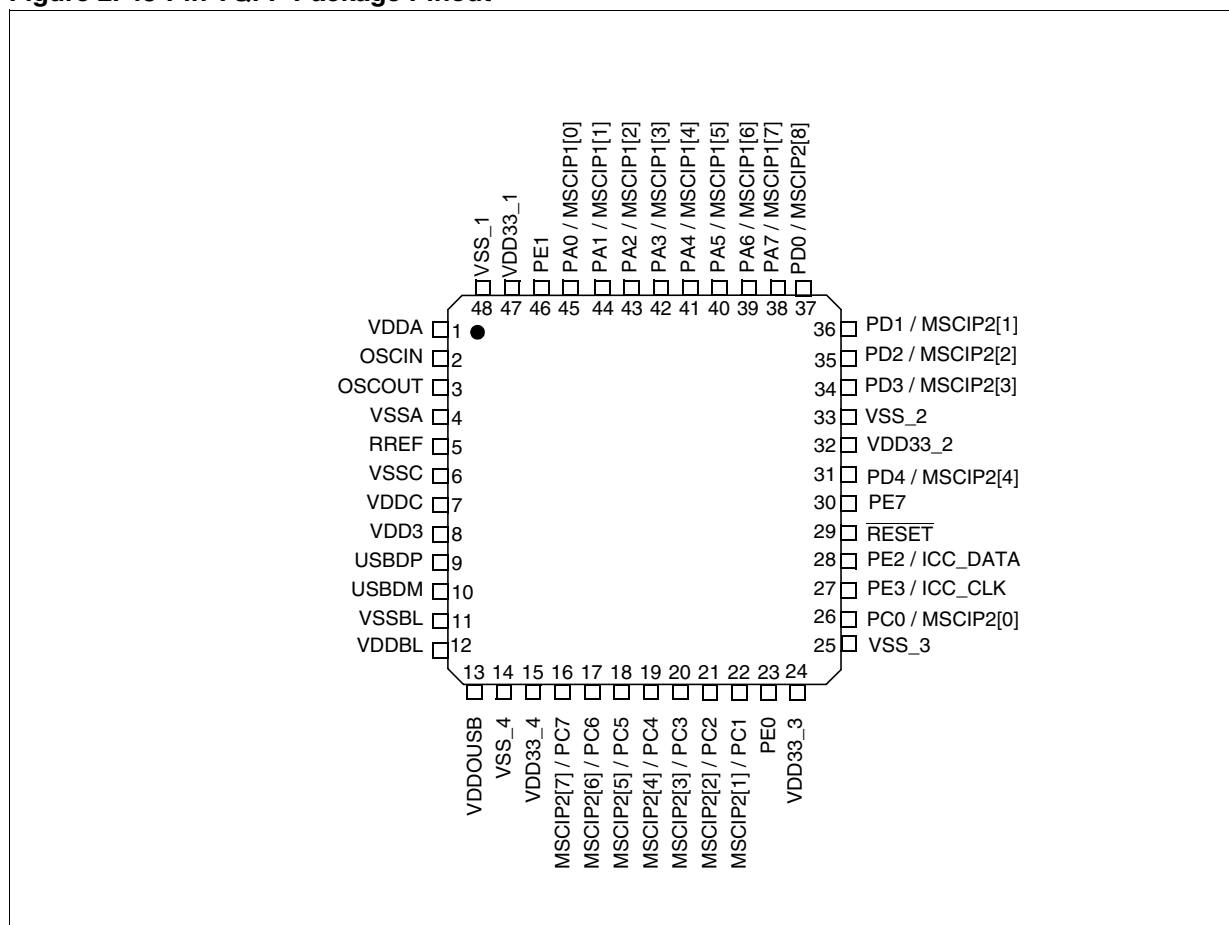 VSS_1
VDD33_1
PE1
PA0 / MSCIP1[0]
PA1 / MSCIP1[1]
PA2 / MSCIP1[2]
PA3 / MSCIP1[3]
PA4 / MSCIP1[4]
PA5 / MSCIP1[5]
PA6 / MSCIP1[6]
PA7 / MSCIP1[7]
PD0 / MSCIP2[8]
48 47 46 45 44 43 42 41 40 39 38 37
VDDA 1
OSCIN 2
OSCOUT 3
VSSA 4
RREF 5
VSSC 6
VDDC 7
VDD3 8
USBDP 9
USBDM 10
VSSBL 11
VDDBL 12
36 PD1 / MSCIP2[1]
35 PD2 / MSCIP2[2]
34 PD3 / MSCIP2[3]
33 VSS_2
32 VDD33_2
31 PD4 / MSCIP2[4]
30 PE7
29 RESET
28 PE2 / ICC_DATA
27 PE3 / ICC_CLK
26 PC0 / MSCIP2[0]
25 VSS_3
13 14 15 16 17 18 19 20 21 22 23 24
VDDOUSB
VSS_4
VDD33_4
MSCIP2[7] / PC7
MSCIP2[6] / PC6
MSCIP2[5] / PC5
MSCIP2[4] / PC4
MSCIP2[3] / PC3
MSCIP2[2] / PC2
MSCIP2[1] / PC1
PE0
VDD33_3